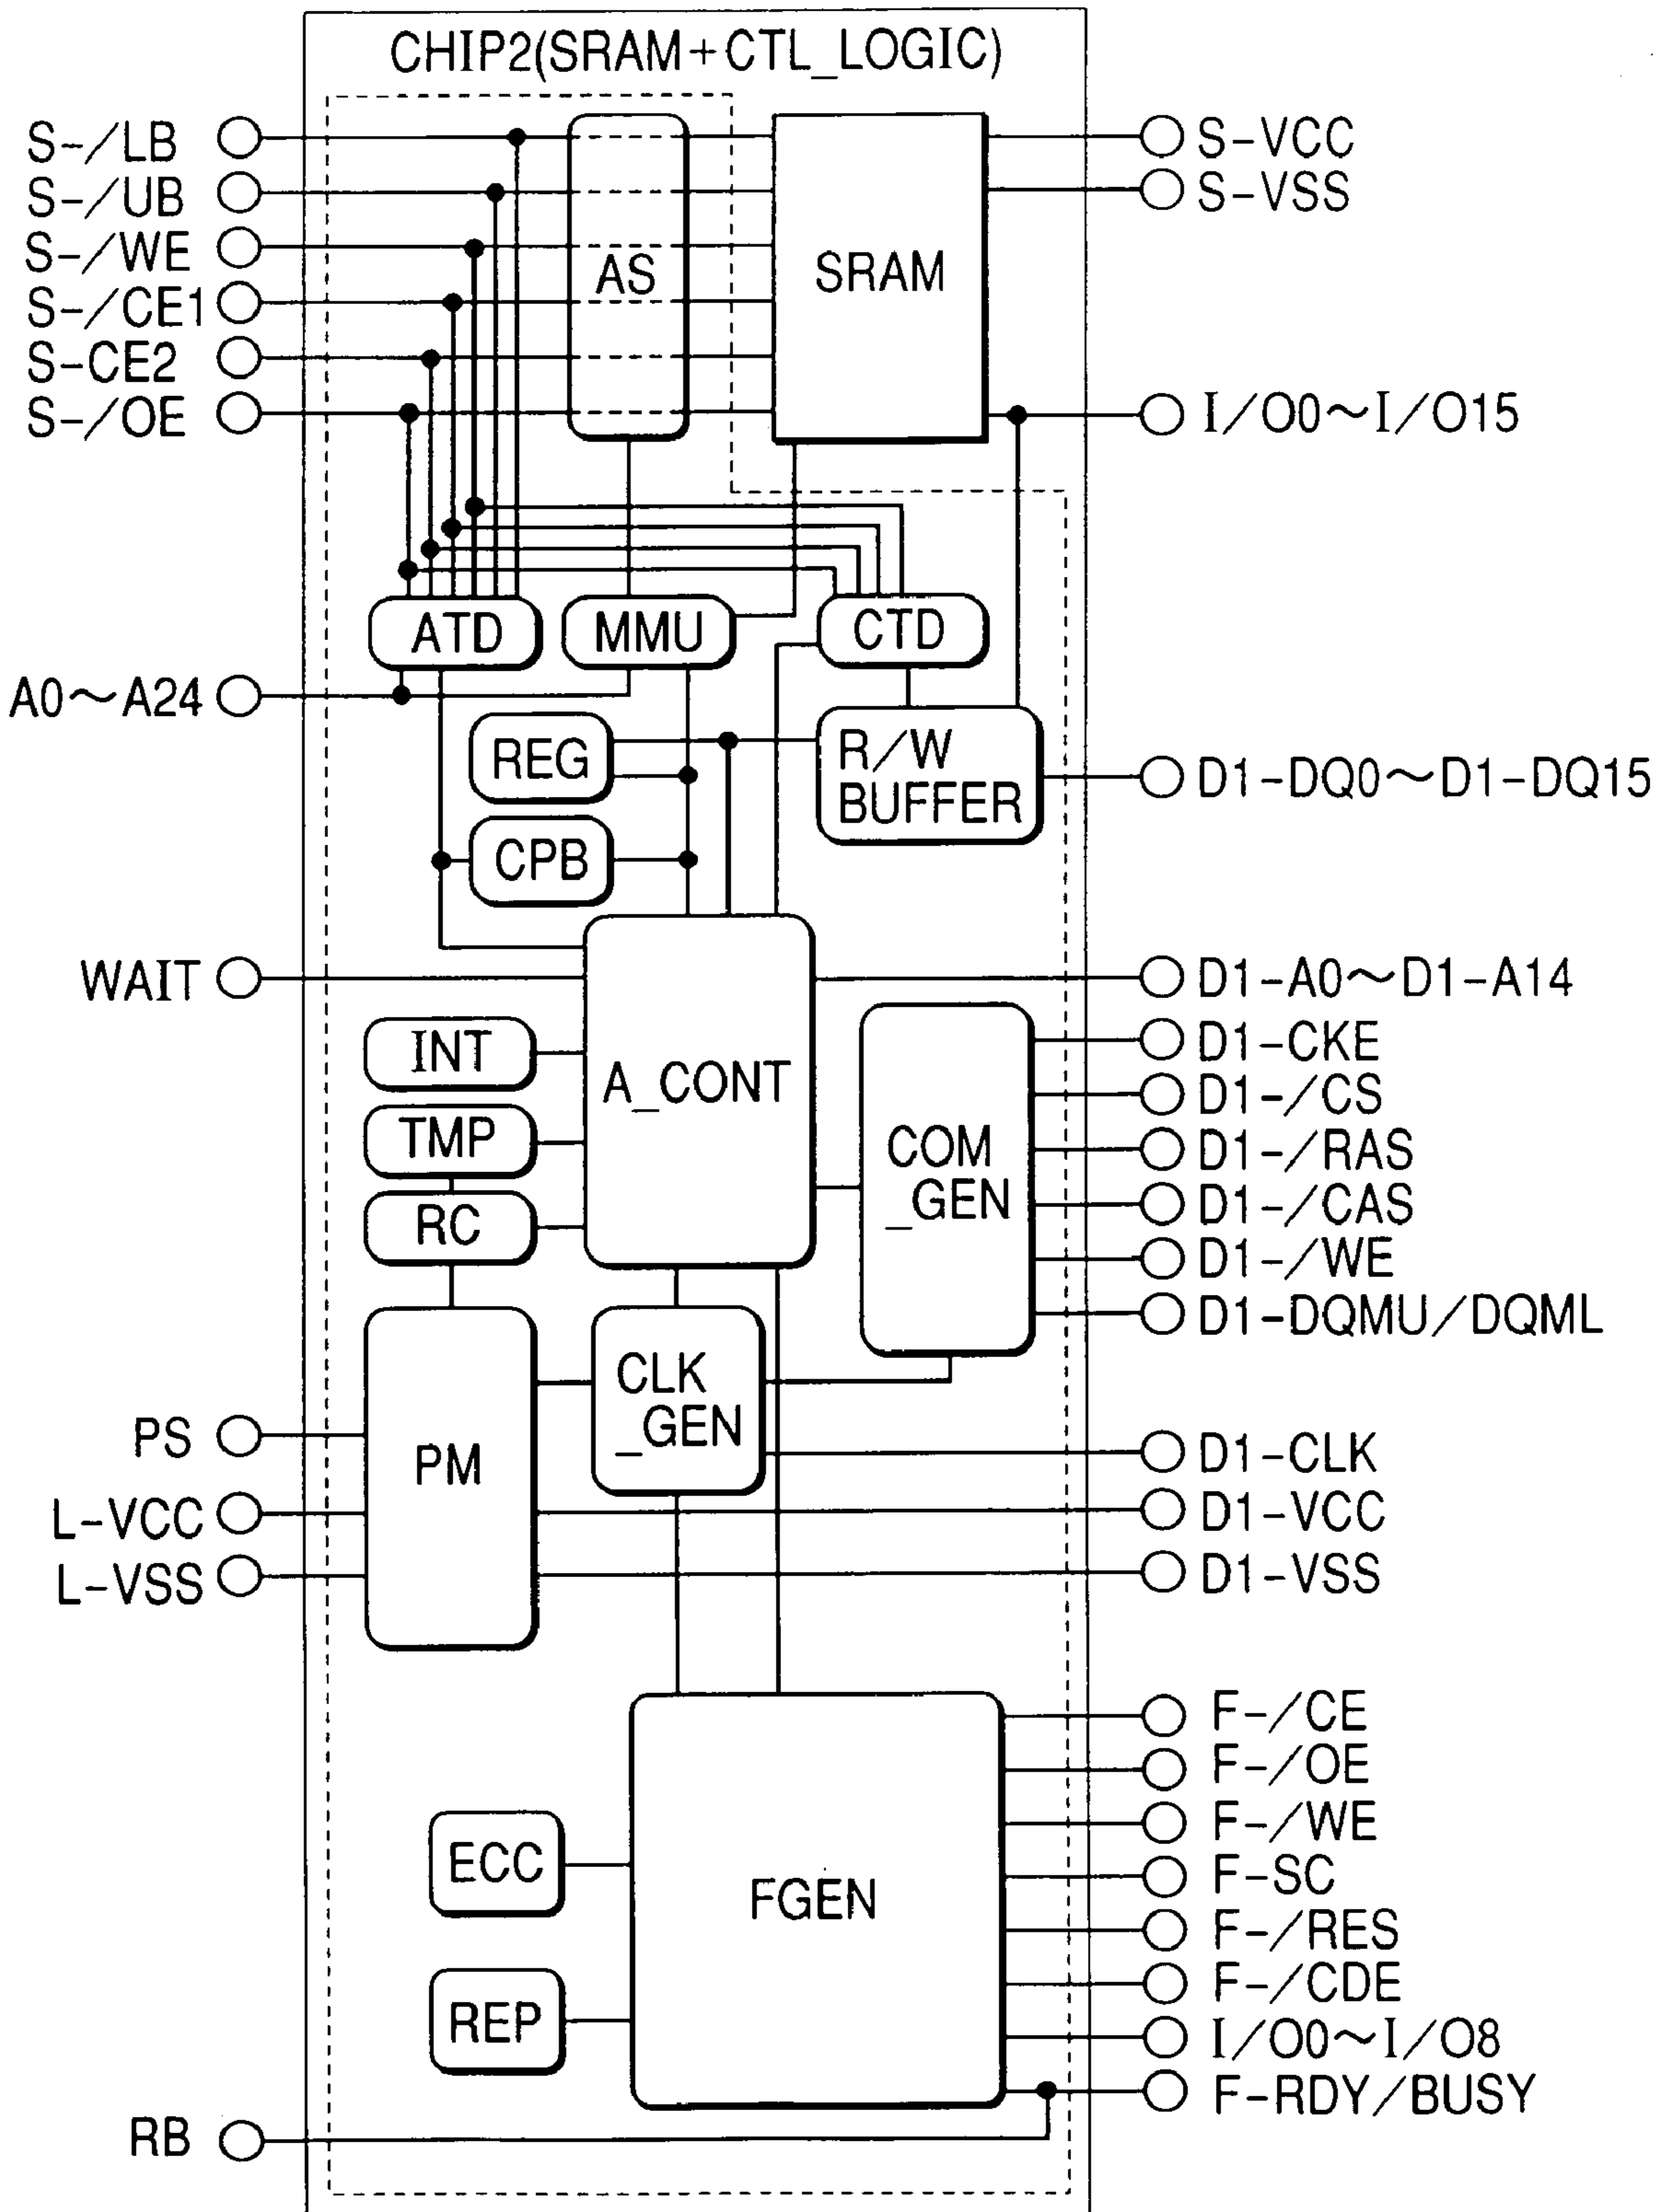 CHIP2(SRAM+CTL_LOGIC)
S-/LB
S-/UB
S-/WE
S-/CE1
S-CE2
S-/OE
AS
SRAM
S-VCC
S-VSS
I/O0~I/O15
ATD
MMU
CTD
A0~A24
REG
R/W
BUFFER
D1-DQ0~D1-DQ15
CPB
WAIT
D1-A0~D1-A14
INT
A_CONT
TMP
RC
COM
_GEN
D1-CKE
D1-/CS
D1-/RAS
D1-/CAS
D1-/WE
D1-DQMU/DQML
CLK
_GEN
PS
PM
D1-CLK
L-VCC
D1-VCC
L-VSS
D1-VSS
F-/CE
F-/OE
F-/WE
ECC
FGEN
F-SC
F-/RES
F-/CDE
REP
I/O0~I/O8
F-RDY/BUSY
RB